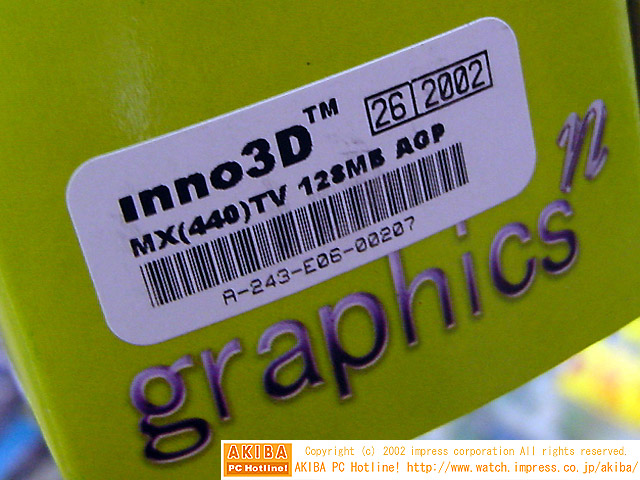 Inno3D™
26 2002
MX(440)TV 128MB AGP
A-243-E06-00207
n
graphics
AKIBA
PC Hotline!
Copyright (c) 2002 impress corporation All rights reserved.
AKIBA PC Hotline! http://www.watch.impress.co.jp/akiba/